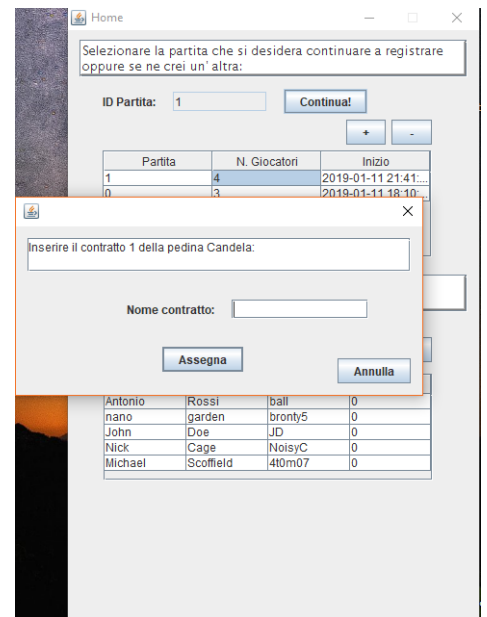 Home
Selezionare la partita che si desidera continuare a registrare
oppure se ne crei un' altra:
ID Partita: 1 Continua!
+ -
Partita N. Giocatori Inizio
1 4 2019-01-11 21:41:...
0 3 2019-01-11 18:10:...
Inserire il contratto 1 della pedina Candela:
Nome contratto:
Assegna
Annulla
Antonio Rossi ball 0
nano garden bronty5 0
John Doe JD 0
Nick Cage NoisyC 0
Michael Scoffield 4t0m07 0